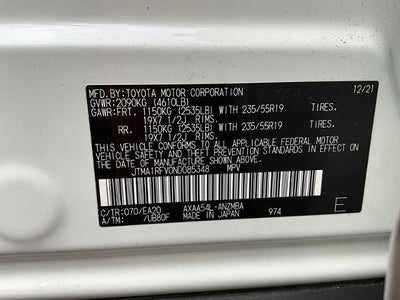 MFD.BY:TOYOTA MOTOR CORPORATION 12/21
GVWR:2090KG (4610LB)
GAWR:FRT. 1150KG (2535LB) WITH 235/55R19 TIRES.
19X7 1/2J RIMS.
RR. 1150KG (2535LB) WITH 235/55R19 TIRES.
19X7 1/2J RIMS.
THIS VEHICLE CONFORMS TO ALL APPLICABLE FEDERAL MOTOR
VEHICLE SAFETY AND THEFT PREVENTION STANDARDS IN EFFECT ON
THE DATE OF MANUFACTURE SHOWN ABOVE.
JTMA1RFV0ND085348 MPV
C/TR:070/EA20 AXAA54L-ANZMBA
A/TM: /UB80F MADE IN JAPAN 974 E